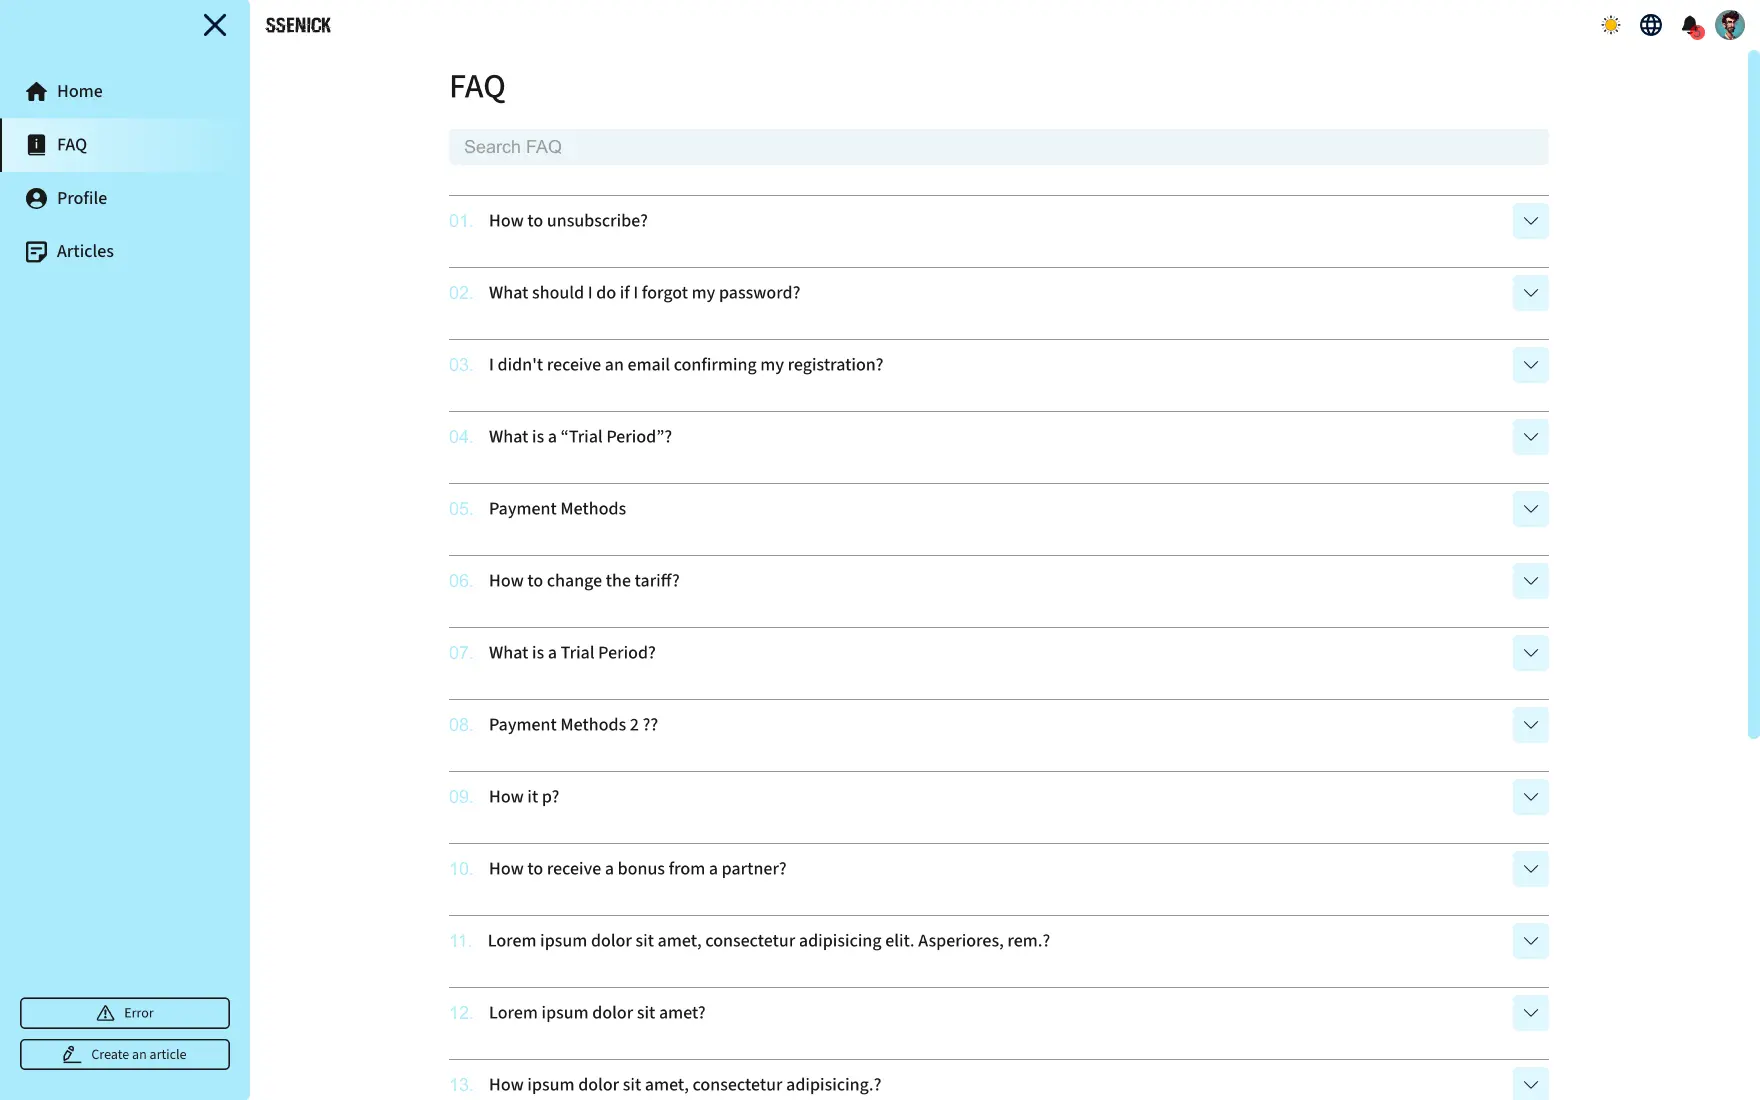 SSENICK
Home
FAQ
Profile
Articles
Error
Create an article
FAQ
Search FAQ
01. How to unsubscribe?
02. What should I do if I forgot my password?
03. I didn't receive an email confirming my registration?
04. What is a “Trial Period”?
05. Payment Methods
06. How to change the tariff?
07. What is a Trial Period?
08. Payment Methods 2 ??
09. How it p?
10. How to receive a bonus from a partner?
11. Lorem ipsum dolor sit amet, consectetur adipisicing elit. Asperiores, rem.?
12. Lorem ipsum dolor sit amet?
13. How ipsum dolor sit amet, consectetur adipisicing.?